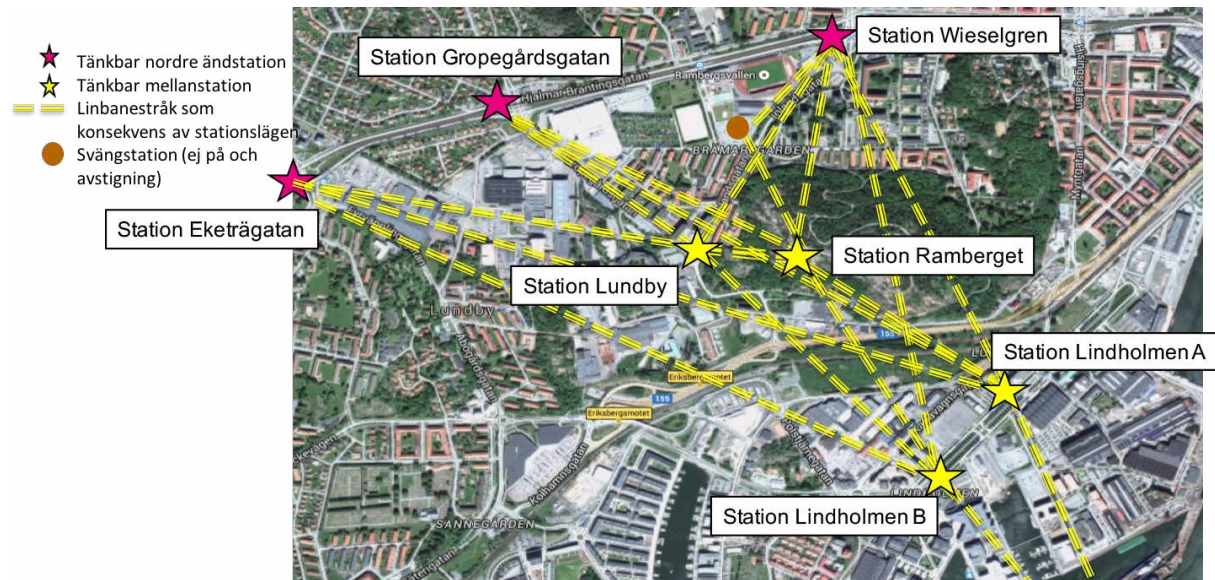 Tänkbar nordre ändstation
Tänkbar mellanstation
Linbanestråk som
konsekvens av stationslägen
Svängstation (ej på och
avstigning)
Station Gropegårdsgatan
Station Wieselgren
Station Eketrägatan
Station Lundby
Station Ramberget
Station Lindholmen A
Station Lindholmen B
Rambergsvallen
Hjalmar Brantingsgatan
Lundby
155
Eriksbergsmotet
155
Eriksbergsmotet
Kolhamnsgatan
SANNEGÅRDEN